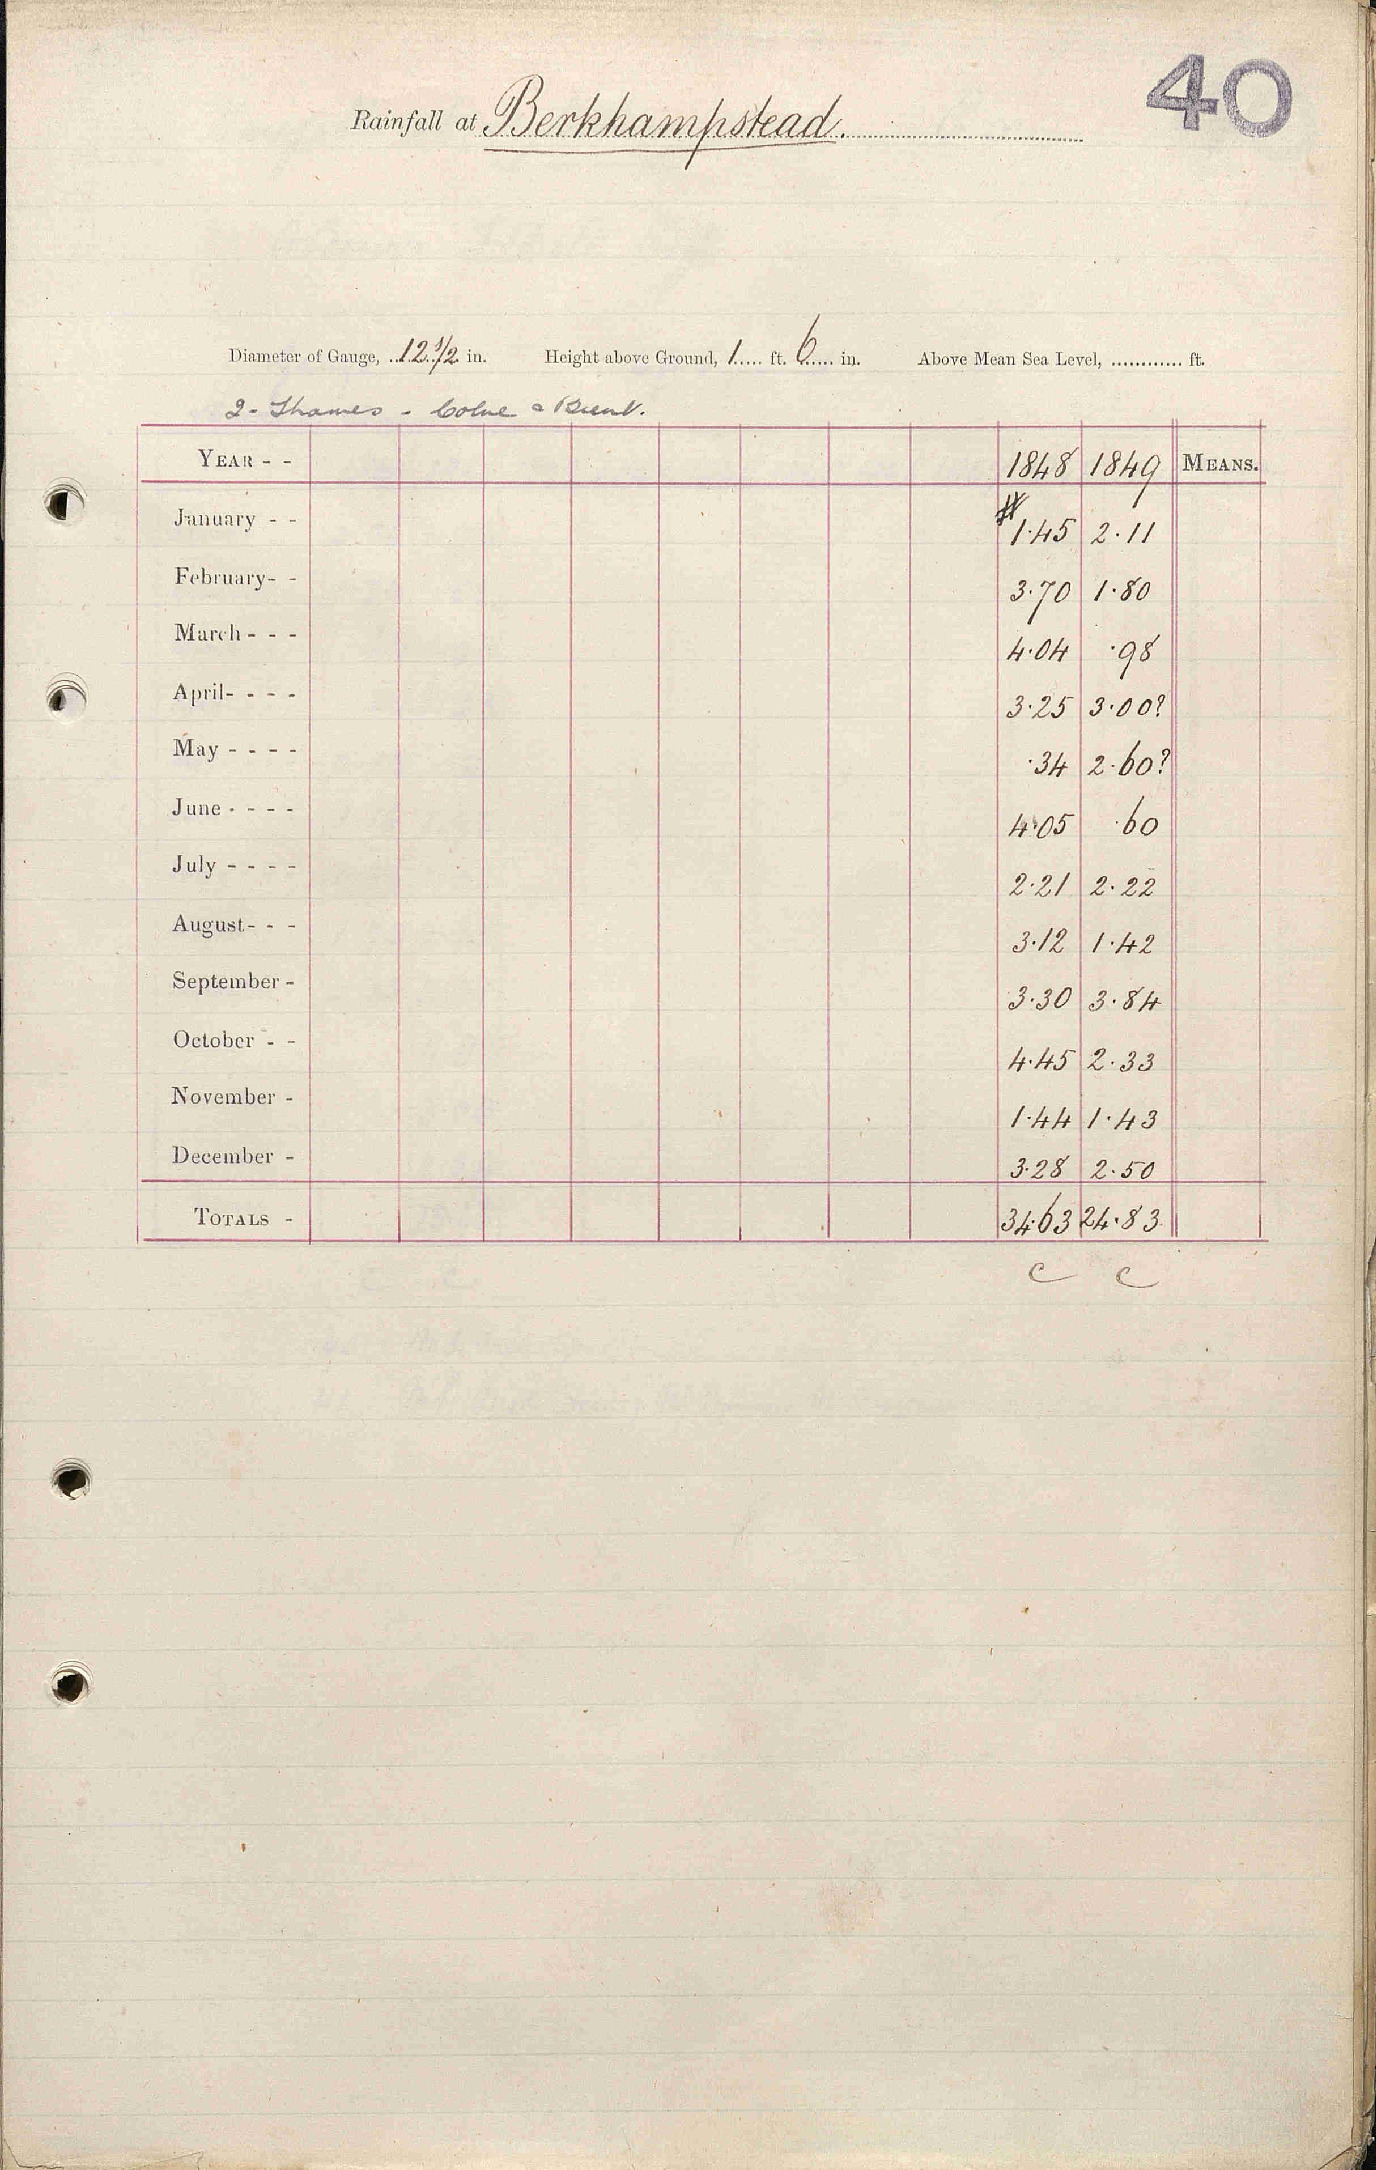 40
Rainfall at Berkhampstead.
Diameter of Gauge, 12 1/2 in. Height above Ground, 1 ft. 6 in. Above Mean Sea Level, ............ ft.
2 - Thames - Colne & Brent.
YEAR - - 1848 1849 MEANS.
January - - # 1.45 2.11
February - - 3.70 1.80
March - - - 4.04 .98
April - - - - 3.25 3.00?
May - - - - .34 2.60?
June - - - - 4.05 .60
July - - - - 2.21 2.22
August - - - 3.12 1.42
September - 3.30 3.84
October - - 4.45 2.33
November - 1.44 1.43
December - 3.28 2.50
TOTALS - 34.63 24.83
c c